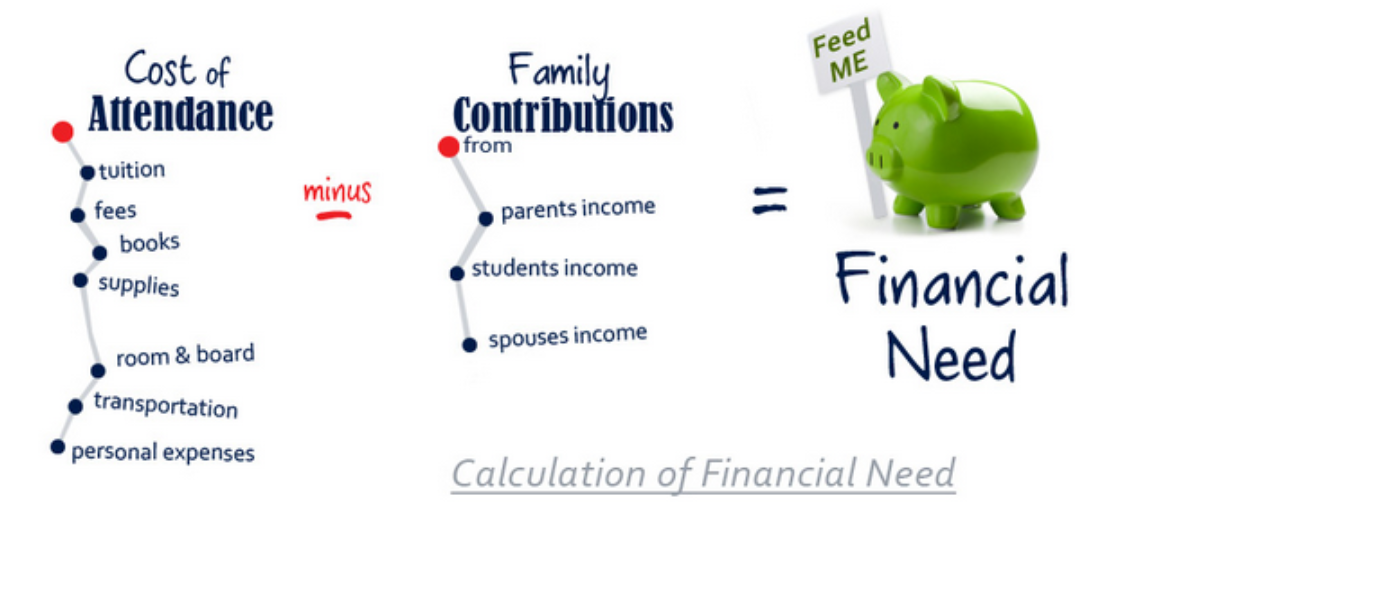 Cost of
Attendance
tuition
fees
books
supplies
room & board
transportation
personal expenses
minus
Family
Contributions
from
parents income
students income
spouses income
=
Feed
ME
Financial
Need
Calculation of Financial Need